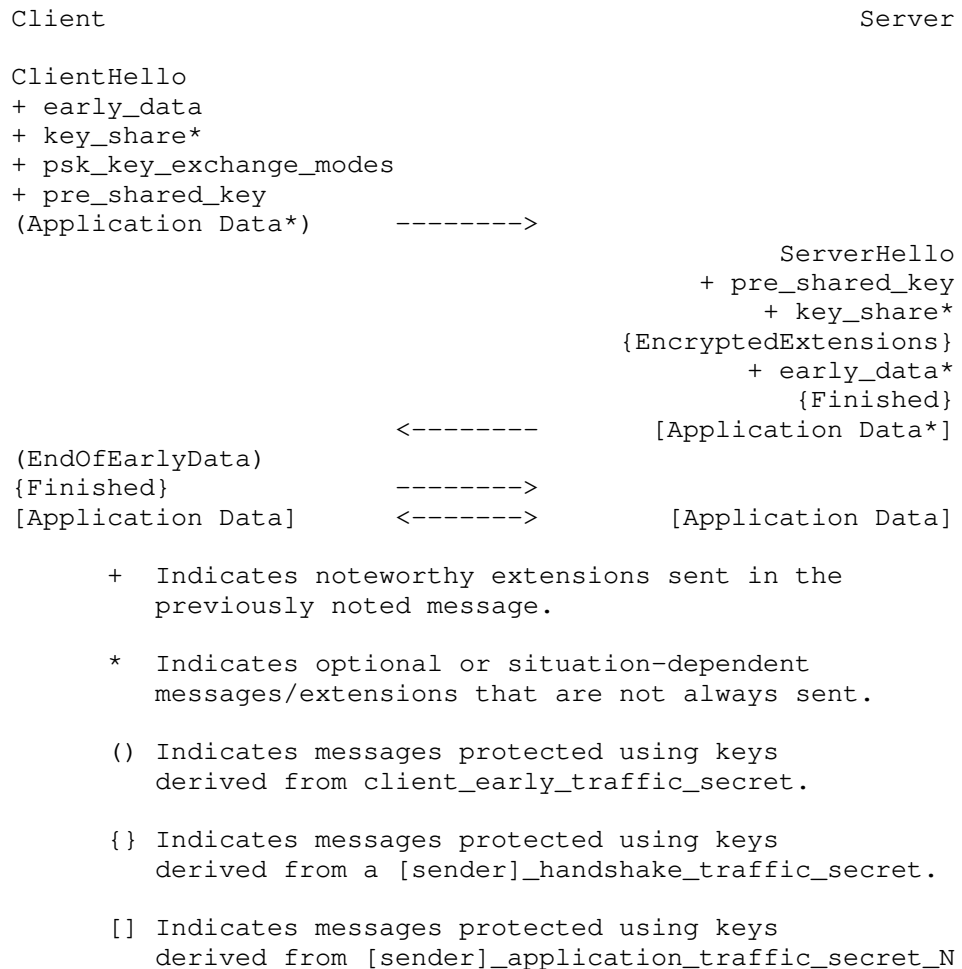 Client                                               Server

ClientHello
+ early_data
+ key_share*
+ psk_key_exchange_modes
+ pre_shared_key
(Application Data*)     -------->
                                                ServerHello
                                           + pre_shared_key
                                               + key_share*
                                      {EncryptedExtensions}
                                              + early_data*
                                                 {Finished}
                        <--------       [Application Data*]
(EndOfEarlyData)
{Finished}              -------->
[Application Data]      <------->        [Application Data]

      +  Indicates noteworthy extensions sent in the
         previously noted message.

      *  Indicates optional or situation-dependent
         messages/extensions that are not always sent.

      () Indicates messages protected using keys
         derived from client_early_traffic_secret.

      {} Indicates messages protected using keys
         derived from a [sender]_handshake_traffic_secret.

      [] Indicates messages protected using keys
         derived from [sender]_application_traffic_secret_N